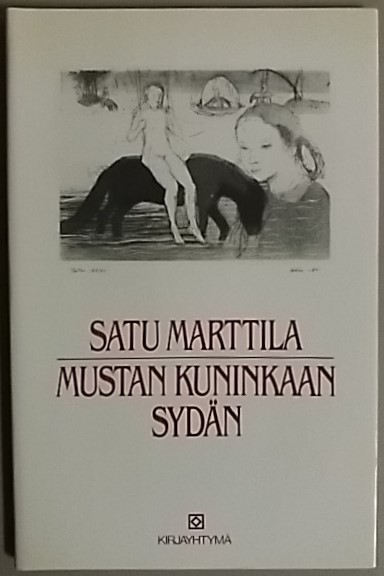 SATU MARTTILA
MUSTAN KUNINKAAN
SYDÄN
KIRJAYHTYMÄ